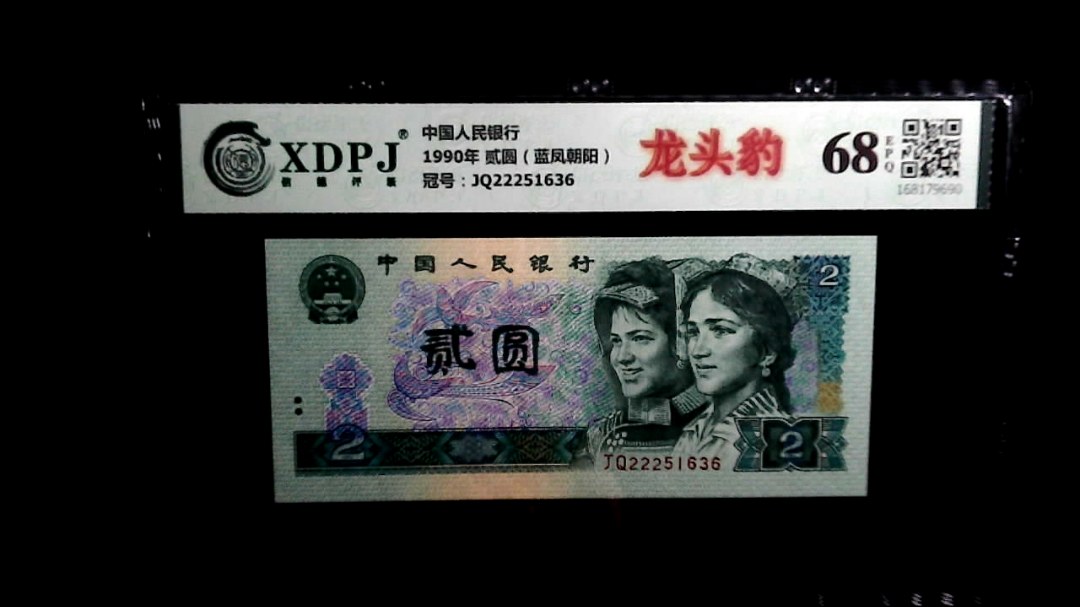 XDPJ®
中国人民银行
1990年 贰圆（蓝凤朝阳）
冠号：JQ22251636
龙头豹
68
EPQ
168179690
中国人民银行
2
贰圆
2
2
JQ22251636